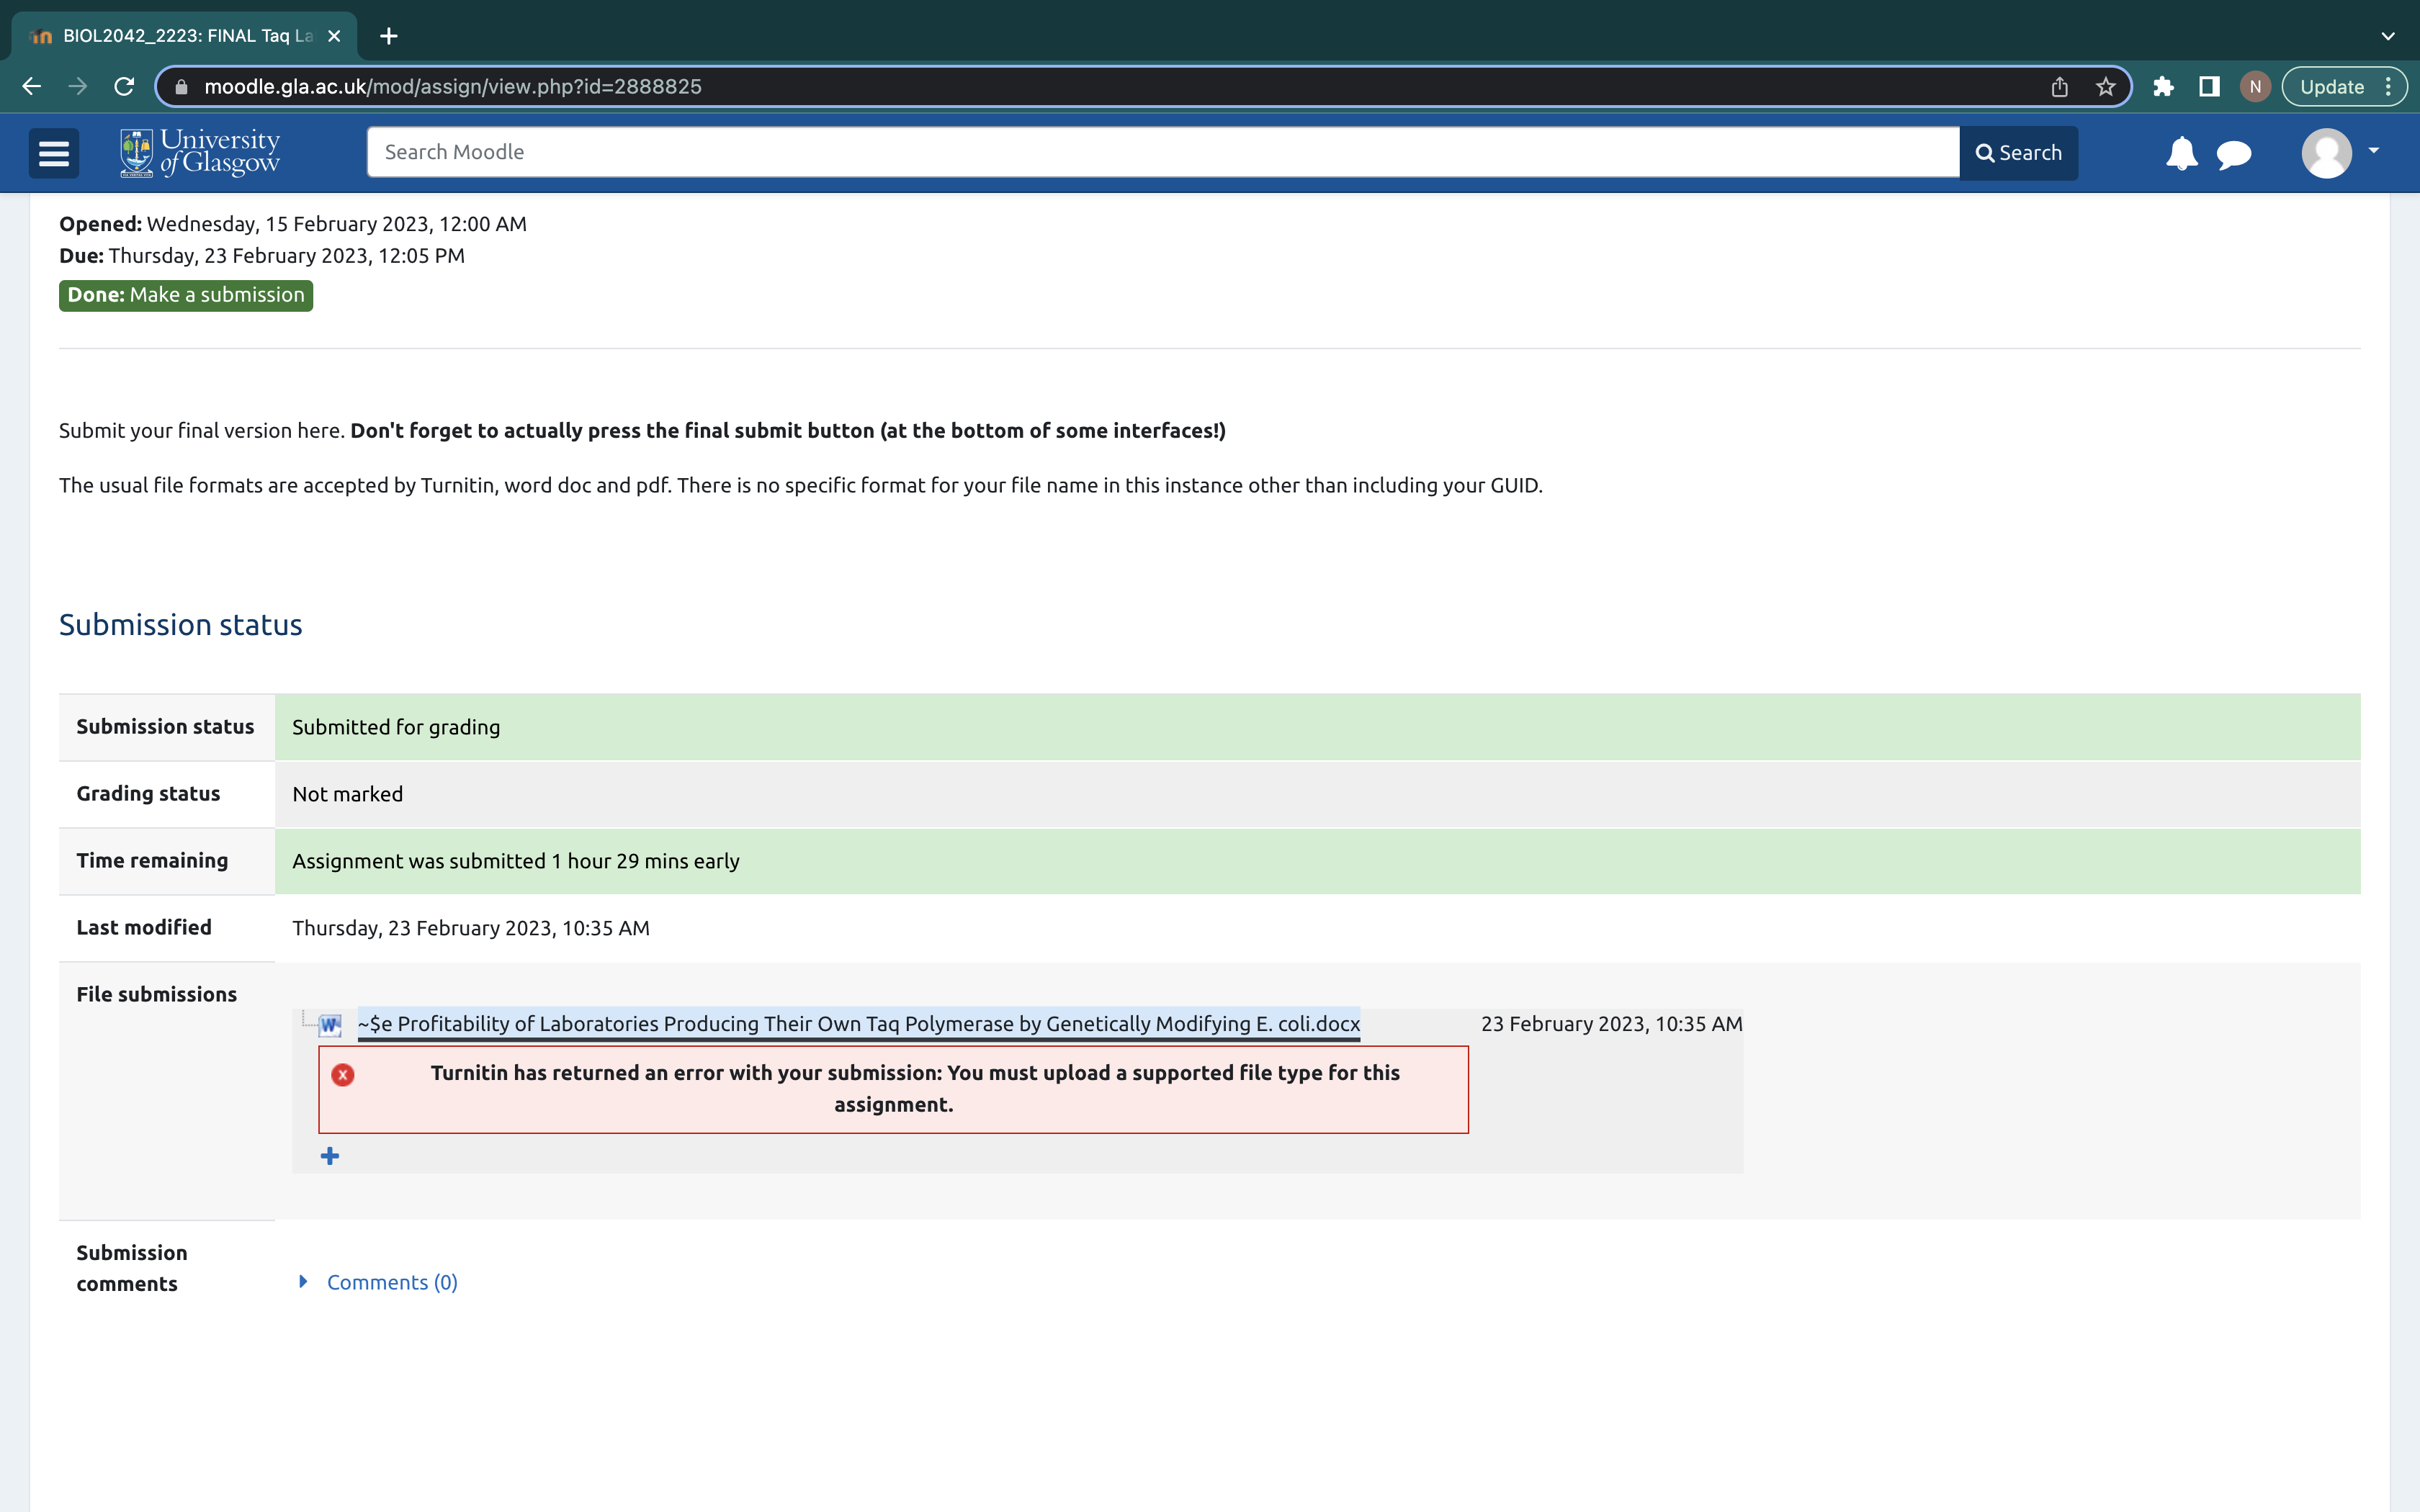 BIOL2042_2223: FINAL Taq La
moodle.gla.ac.uk/mod/assign/view.php?id=2888825
N
Update
University
of Glasgow
Search Moodle
Search
Opened: Wednesday, 15 February 2023, 12:00 AM
Due: Thursday, 23 February 2023, 12:05 PM
Done: Make a submission
Submit your final version here. Don't forget to actually press the final submit button (at the bottom of some interfaces!)
The usual file formats are accepted by Turnitin, word doc and pdf. There is no specific format for your file name in this instance other than including your GUID.
Submission status
Submission status Submitted for grading
Grading status Not marked
Time remaining Assignment was submitted 1 hour 29 mins early
Last modified Thursday, 23 February 2023, 10:35 AM
File submissions
~$e Profitability of Laboratories Producing Their Own Taq Polymerase by Genetically Modifying E. coli.docx 23 February 2023, 10:35 AM
Turnitin has returned an error with your submission: You must upload a supported file type for this
assignment.
Submission
comments
Comments (0)